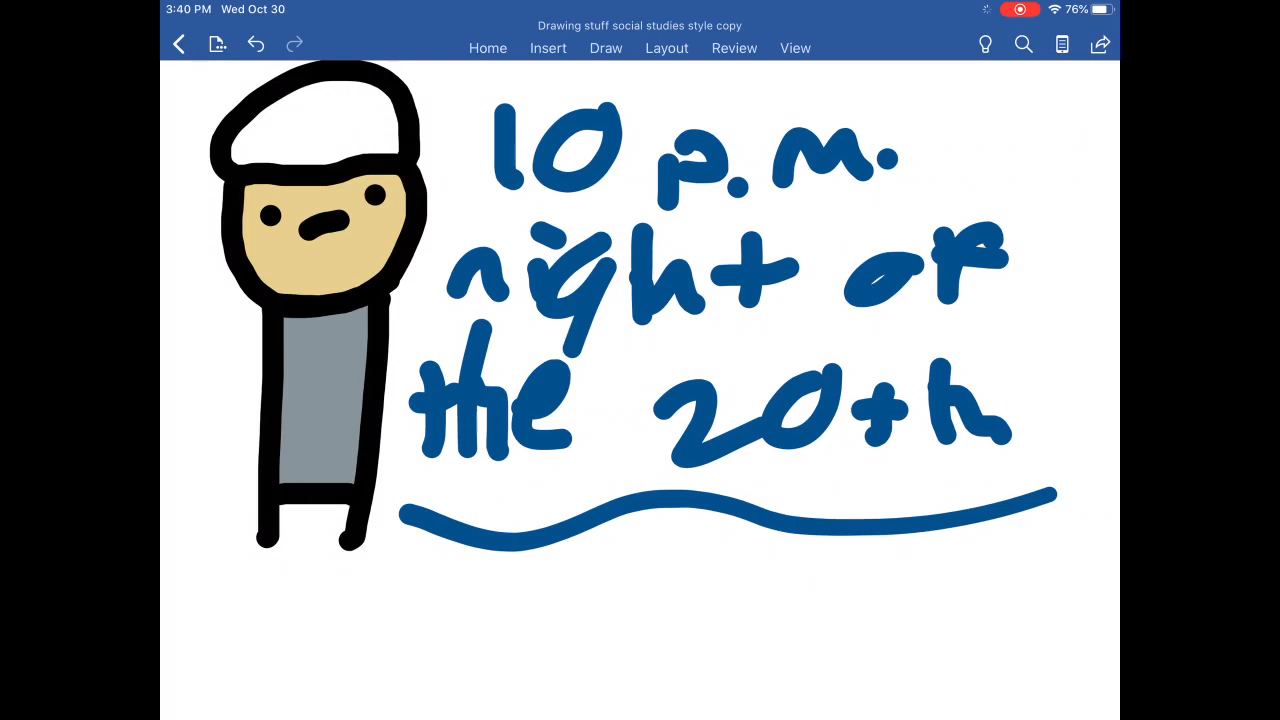 3:40 PM Wed Oct 30 76%
Drawing stuff social studies style copy
Home Insert Draw Layout Review View
10 p.m.
night of
the 20th